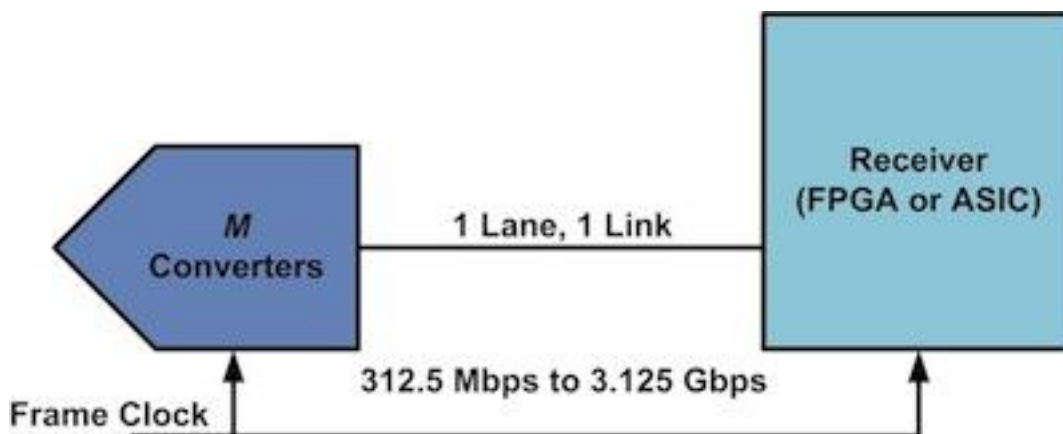 M
Converters
1 Lane, 1 Link
Receiver
(FPGA or ASIC)
312.5 Mbps to 3.125 Gbps
Frame Clock